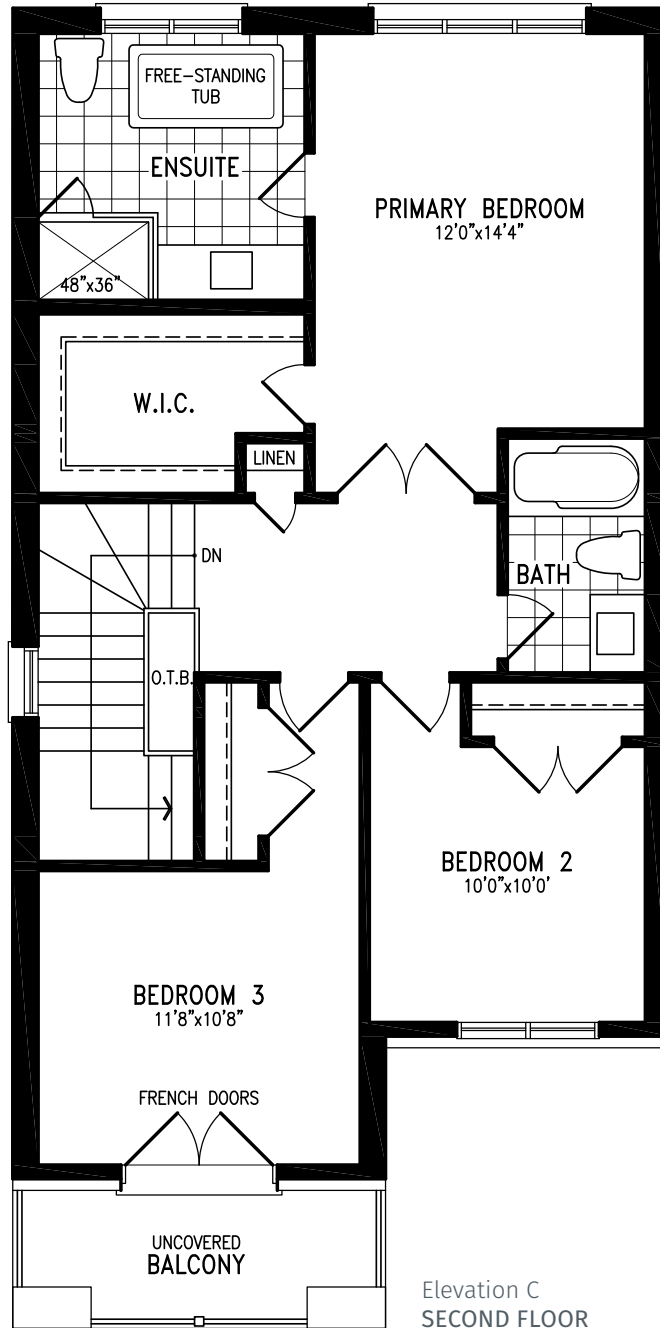 FREE-STANDING
TUB
ENSUITE
PRIMARY BEDROOM
12'0"x14'4"
48"x36"
W.I.C.
LINEN
DN
BATH
O.T.B.
BEDROOM 2
10'0"x10'0'
BEDROOM 3
11'8"x10'8"
FRENCH DOORS
UNCOVERED
BALCONY
Elevation C
SECOND FLOOR